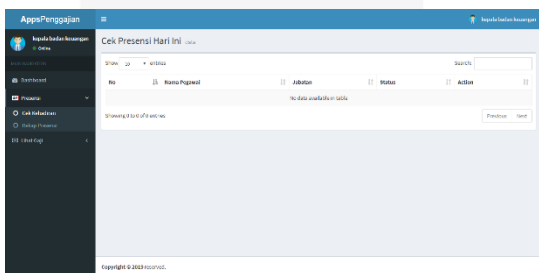 AppsPenggajian
kepala badan keuangan
kepala badan keuangan
Online
Cek Presensi Hari Ini
Show 10 entries
Search:
Dashboard
No Nama Pegawai Jabatan Status Action
Presensi
No data available in table
Cek Kehadiran
Showing 0 to 0 of 0 entries
Previous Next
Rekap Presensi
Lihat Gaji
Copyright © 2019 reserved.